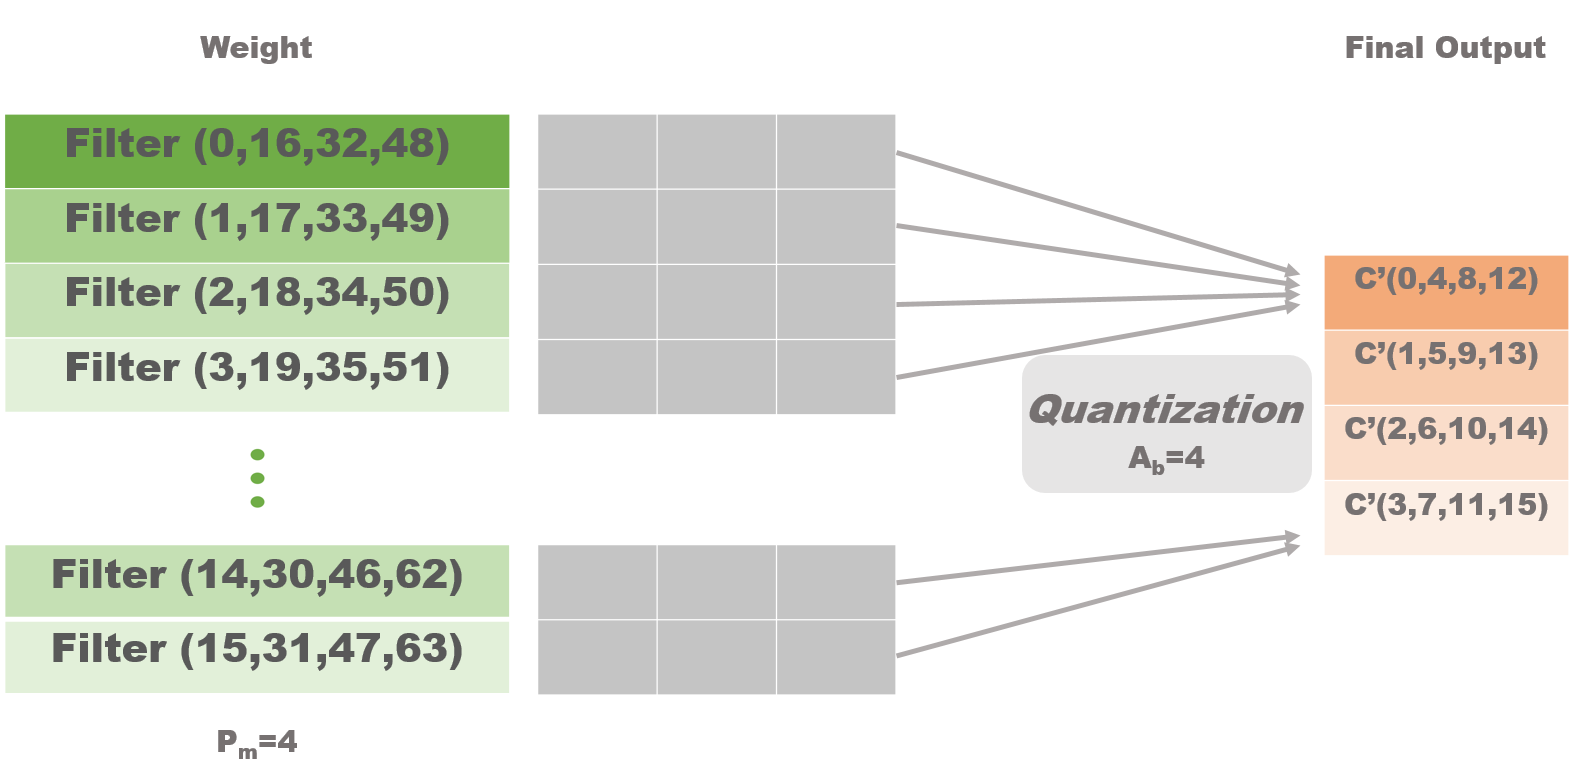 Weight
Final Output
Filter (0,16,32,48)
Filter (1,17,33,49)
Filter (2,18,34,50)
Filter (3,19,35,51)
Filter (14,30,46,62)
Filter (15,31,47,63)
Pm=4
Quantization
Ab=4
C’(0,4,8,12)
C’(1,5,9,13)
C’(2,6,10,14)
C’(3,7,11,15)